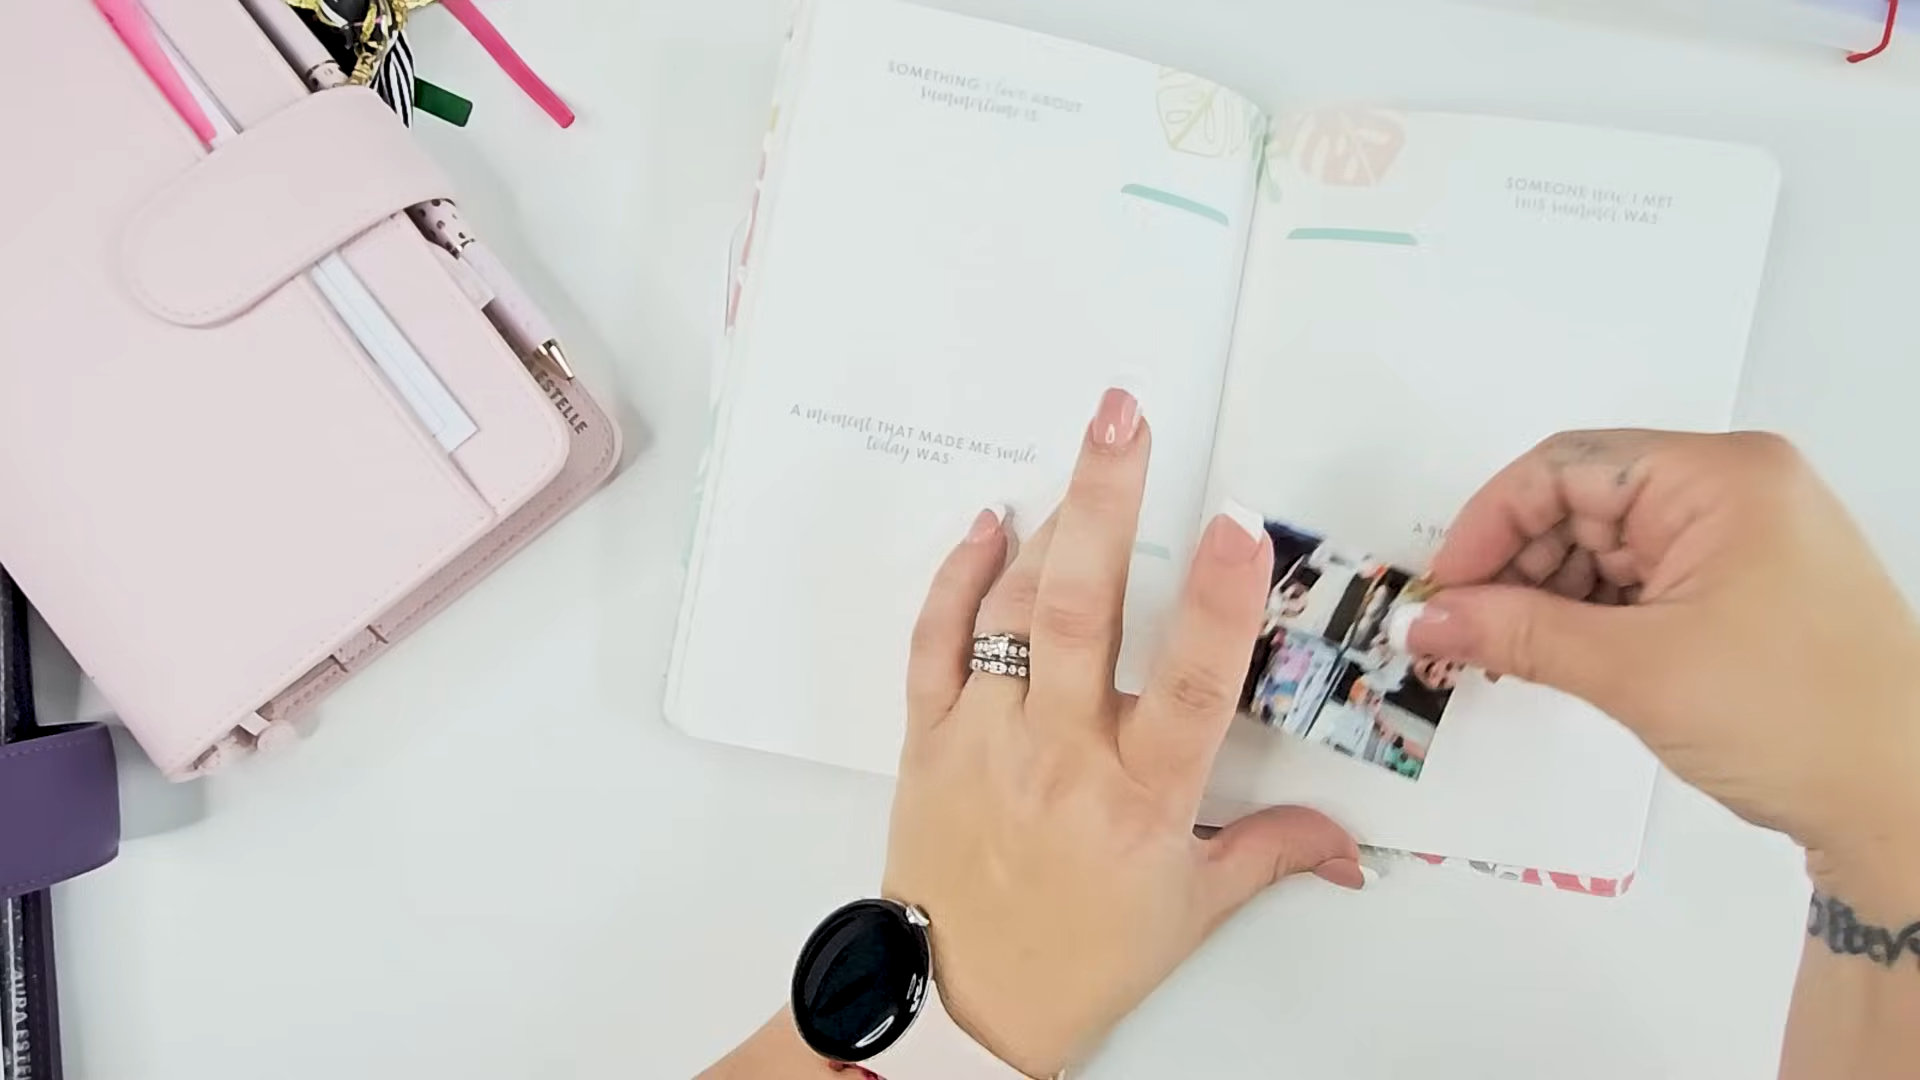 SOMETHING I love ABOUT
summertime IS:
SOMEONE new I MET
THIS summer WAS:
A moment THAT MADE ME smile
today WAS:
A
ESTELLE